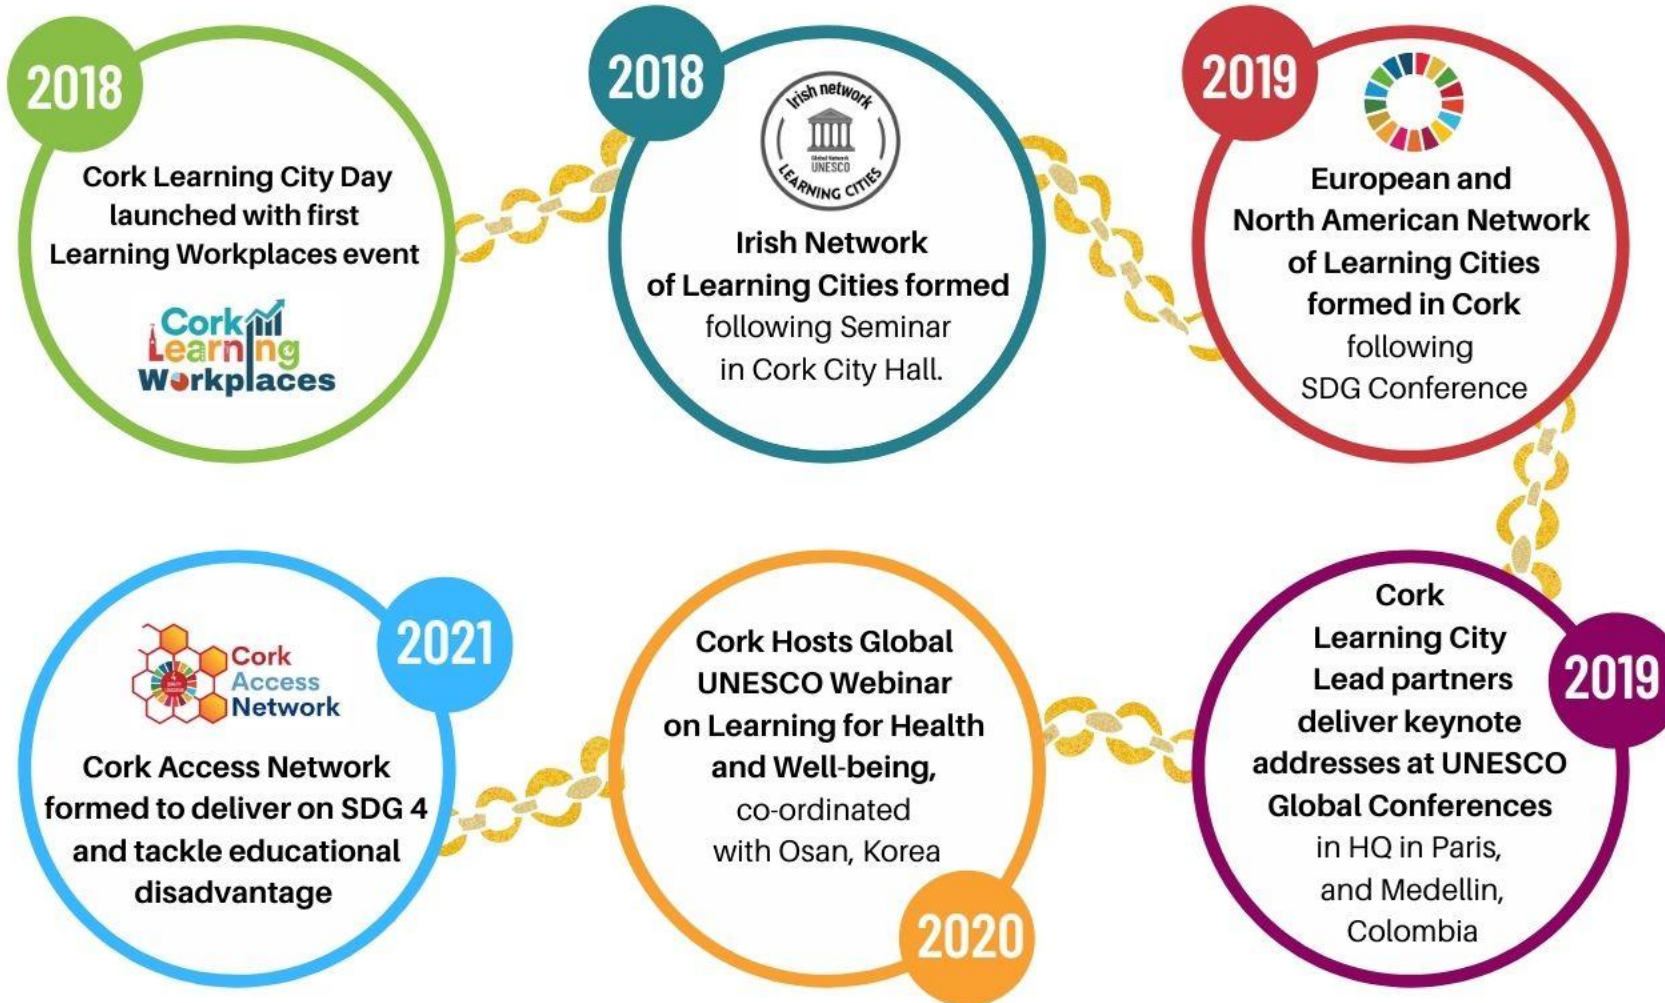 2018
Cork Learning City Day
launched with first
Learning Workplaces event
Cork
Learning
Workplaces
2018
Irish network
Global Network
UNESCO
LEARNING CITIES
Irish Network
of Learning Cities formed
following Seminar
in Cork City Hall.
2019
European and
North American Network
of Learning Cities
formed in Cork
following
SDG Conference
2019
Cork
Learning City
Lead partners
deliver keynote
addresses at UNESCO
Global Conferences
in HQ in Paris,
and Medellin,
Colombia
Cork Hosts Global
UNESCO Webinar
on Learning for Health
and Well-being,
co-ordinated
with Osan, Korea
2020
2021
4
Cork
Access
Network
Cork Access Network
formed to deliver on SDG 4
and tackle educational
disadvantage